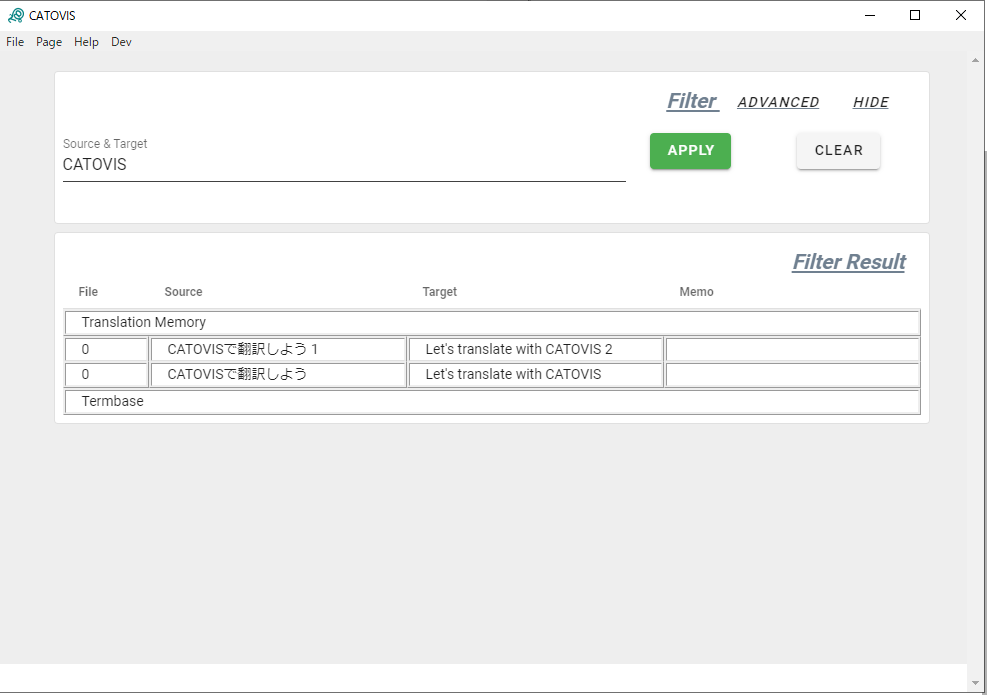 CATOVIS
File Page Help Dev
Filter ADVANCED HIDE
Source & Target
CATOVIS
APPLY CLEAR
Filter Result
File Source Target Memo
Translation Memory
0 CATOVISで翻訳しよう 1 Let's translate with CATOVIS 2
0 CATOVISで翻訳しよう Let's translate with CATOVIS
Termbase